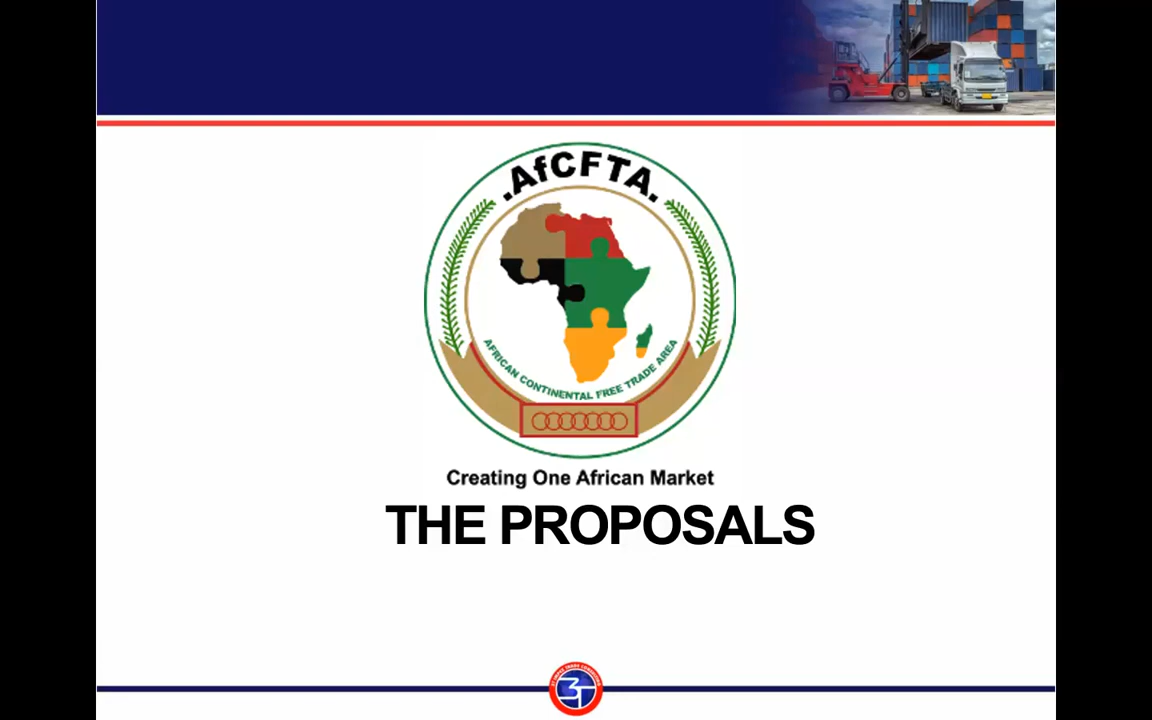 .AfCFTA.
AFRICAN CONTINENTAL FREE TRADE AREA
Creating One African Market
THE PROPOSALS